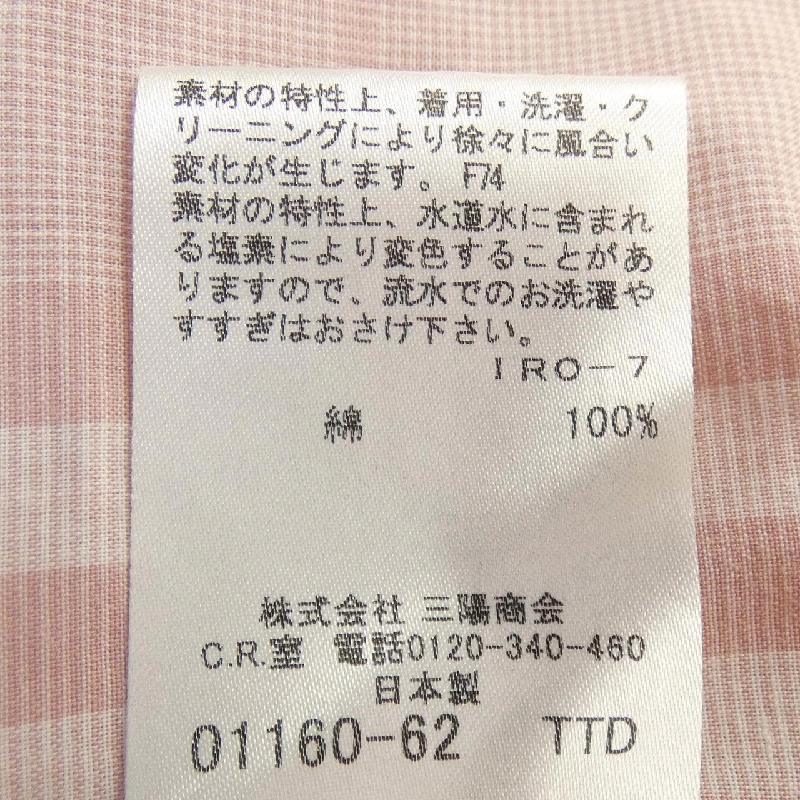 素材の特性上、着用・洗濯・ク
リーニングにより徐々に風合い
変化が生じます。 F74
素材の特性上、水道水に含まれ
る塩素により変色することがあ
りますので、流水でのお洗濯や
すすぎはおさけ下さい。
IRO-7
綿 100%
株式会社 三陽商会
C.R.室 電話0120-340-460
日本製
01160-62 TTD